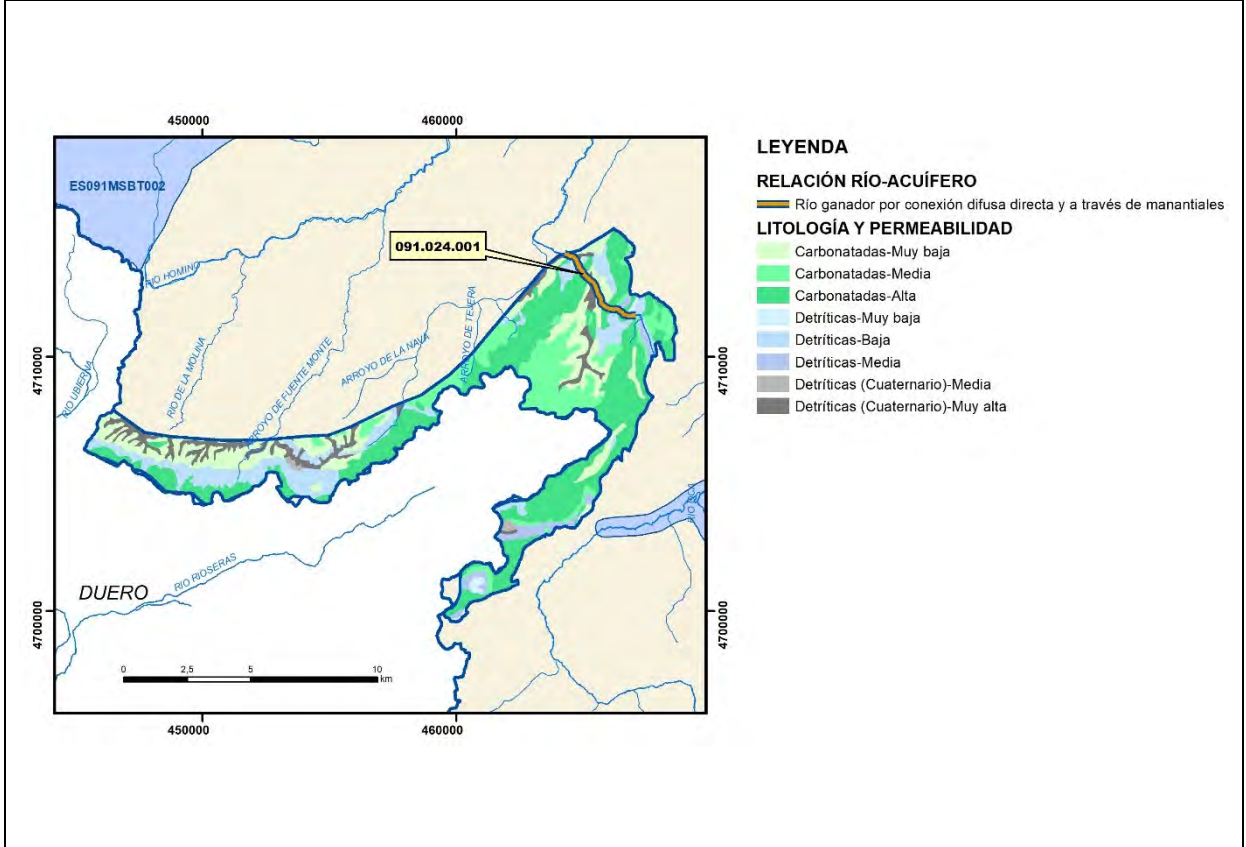 450000
460000
ES091MSBT002
091.024.001
RIO HOMINO
RIO UBIERNA
RIO DE LA MOLINA
ARROYO DE FUENTE MONTE
ARROYO DE LA NAVA
ARROYO DE TEJERA
4710000
4710000
RIO OCA
RIO RIOSERAS
DUERO
4700000
4700000
0
2,5
5
10
km
450000
460000
LEYENDA
RELACIÓN RÍO-ACUÍFERO
Río ganador por conexión difusa directa y a través de manantiales
LITOLOGÍA Y PERMEABILIDAD
Carbonatadas-Muy baja
Carbonatadas-Media
Carbonatadas-Alta
Detríticas-Muy baja
Detríticas-Baja
Detríticas-Media
Detríticas (Cuaternario)-Media
Detríticas (Cuaternario)-Muy alta